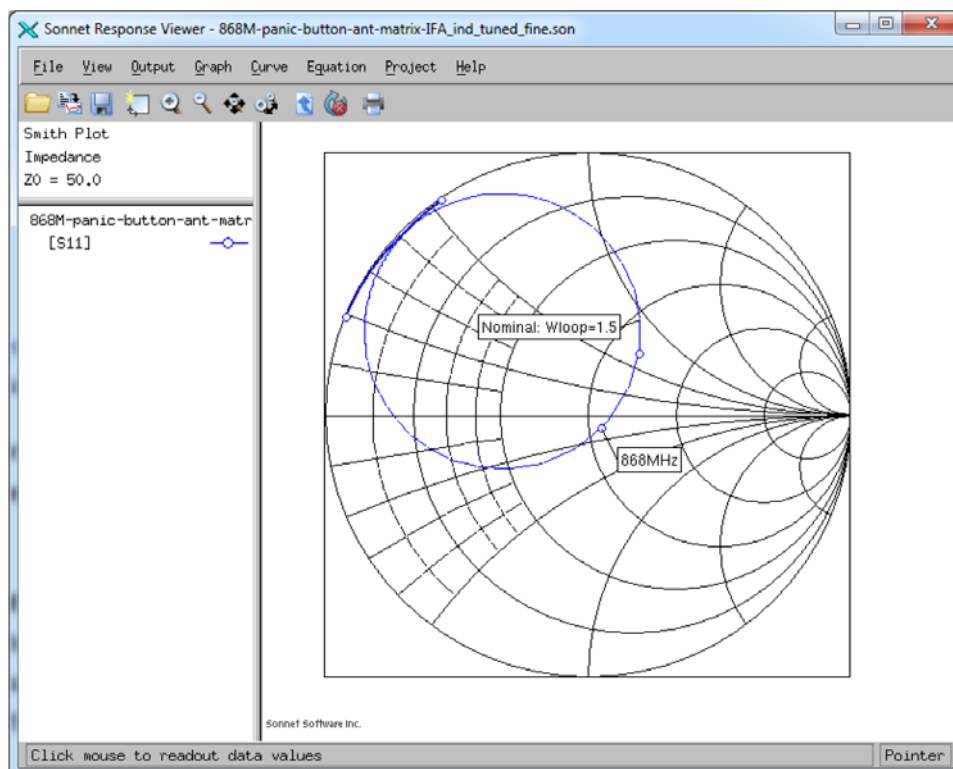 Sonnet Response Viewer - 868M-panic-button-ant-matrix-IFA_ind_tuned_fine.son
File View Output Graph Curve Equation Project Help
Smith Plot
Impedance
Z0 = 50.0
868M-panic-button-ant-matr
[S11]
Nominal: Wloop=1.5
868MHz
Sonnet Software Inc.
Click mouse to readout data values
Pointer